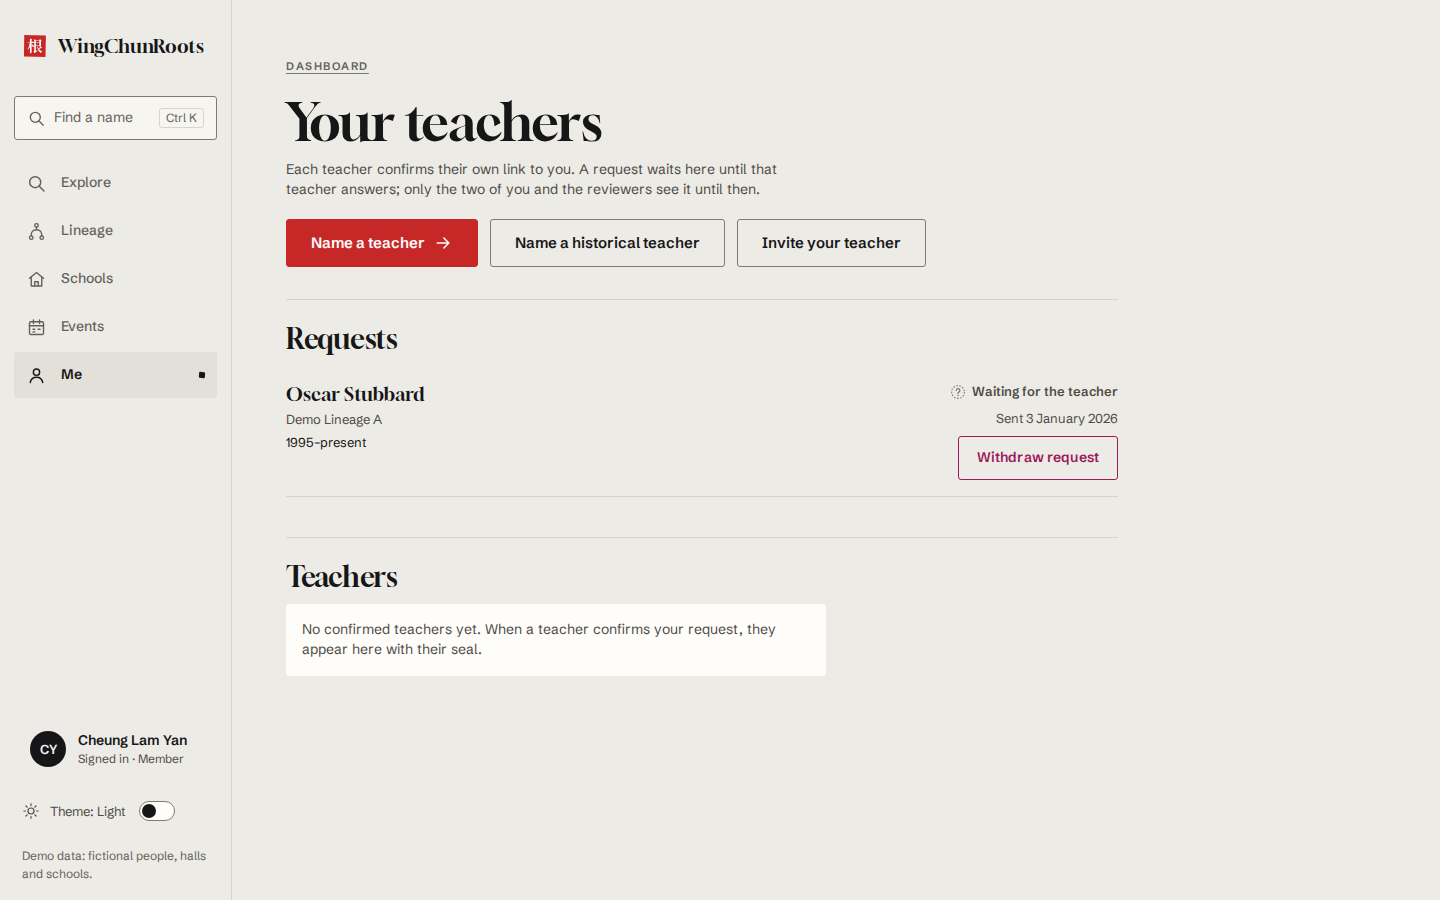 根 WingChunRoots
Find a name Ctrl K
Explore
Lineage
Schools
Events
Me
CY
Cheung Lam Yan
Signed in · Member
Theme: Light
Demo data: fictional people, halls
and schools.
DASHBOARD
Your teachers
Each teacher confirms their own link to you. A request waits here until that
teacher answers; only the two of you and the reviewers see it until then.
Name a teacher →
Name a historical teacher
Invite your teacher
Requests
Oscar Stubbard
Demo Lineage A
1995–present
? Waiting for the teacher
Sent 3 January 2026
Withdraw request
Teachers
No confirmed teachers yet. When a teacher confirms your request, they
appear here with their seal.